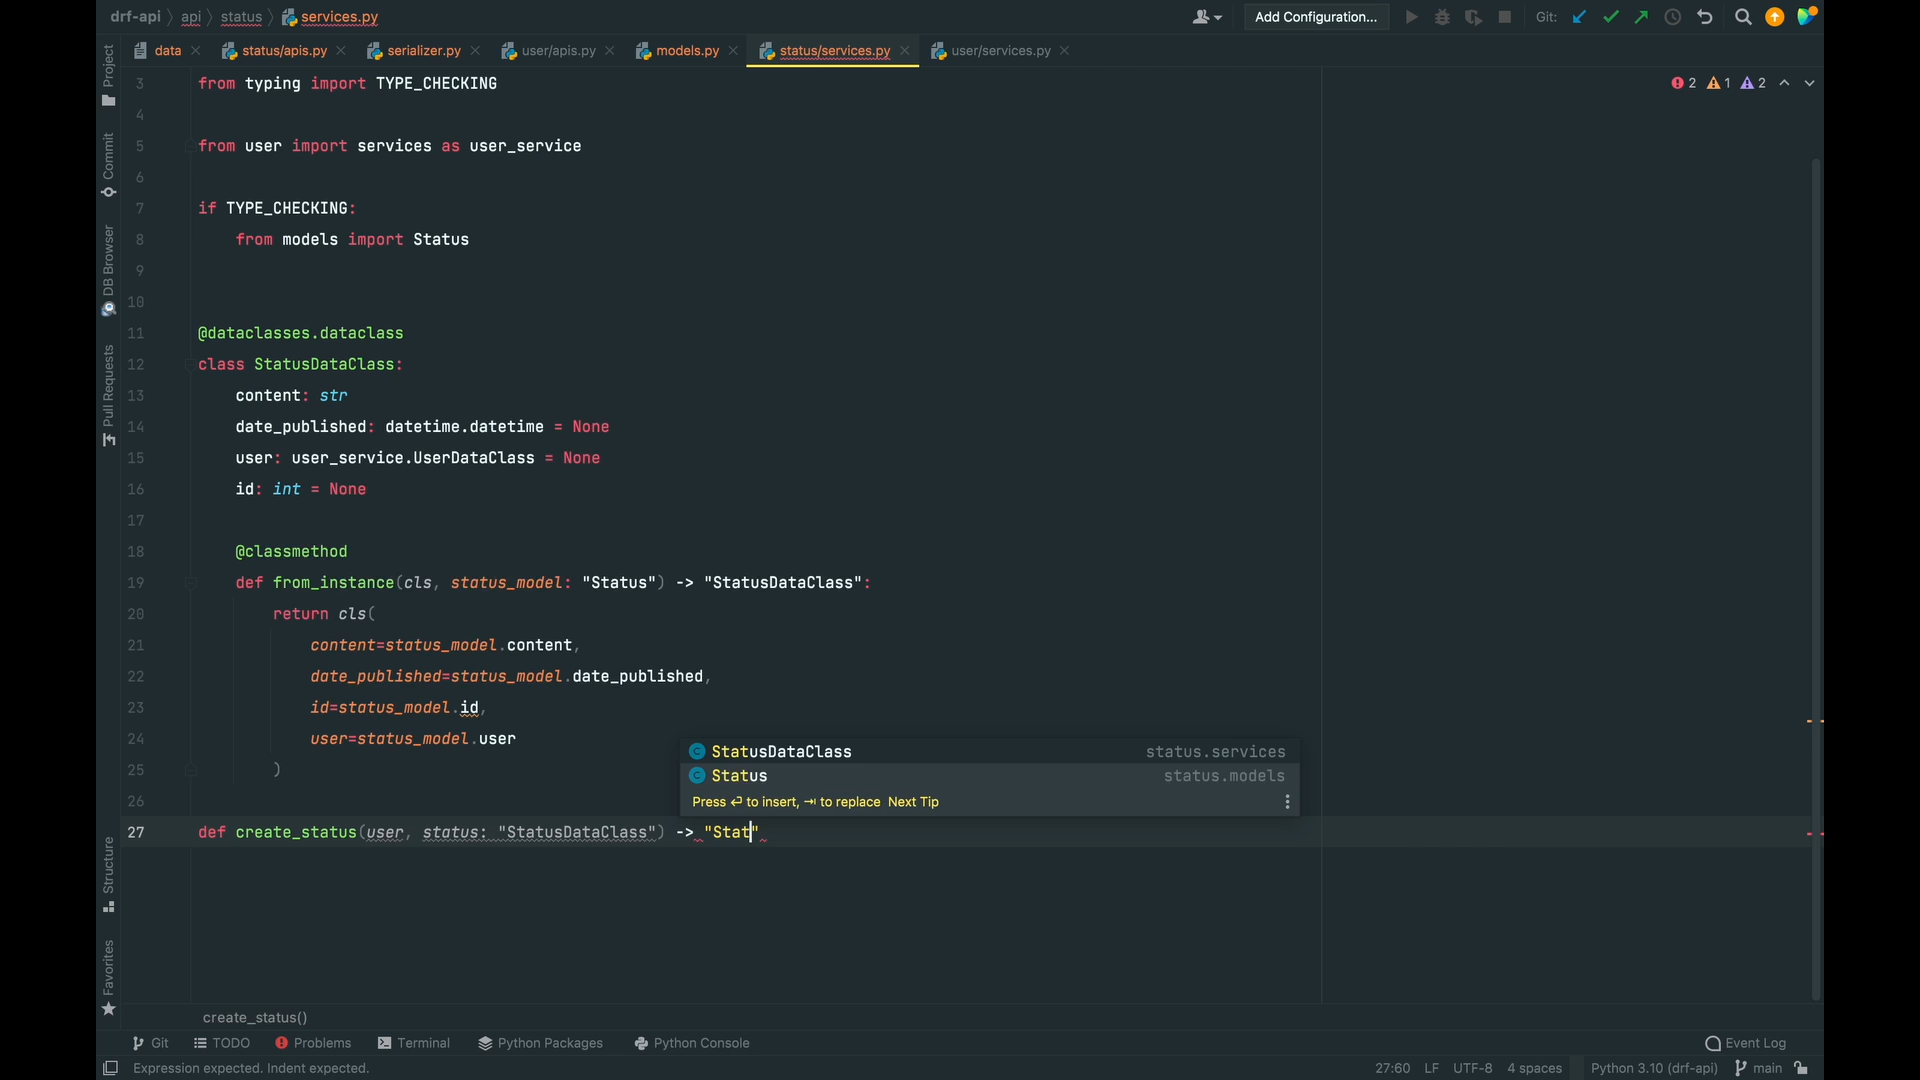 drf-api 〉 api 〉 status 〉 services.py
Add Configuration...
Git:
data
status/apis.py
serializer.py
user/apis.py
models.py
status/services.py
user/services.py
Project
Commit
DB Browser
Pull Requests
Structure
Favorites
2 1 2
3 from typing import TYPE_CHECKING
4
5 from user import services as user_service
6
7 if TYPE_CHECKING:
8 from models import Status
9
10
11 @dataclasses.dataclass
12 class StatusDataClass:
13 content: str
14 date_published: datetime.datetime = None
15 user: user_service.UserDataClass = None
16 id: int = None
17
18 @classmethod
19 def from_instance(cls, status_model: "Status") -> "StatusDataClass":
20 return cls(
21 content=status_model.content,
22 date_published=status_model.date_published,
23 id=status_model.id,
24 user=status_model.user
25 )
26
27 def create_status(user, status: "StatusDataClass") -> "Stat"
StatusDataClass status.services
Status status.models
Press ↵ to insert, ⇥ to replace Next Tip
create_status()
Git
TODO
Problems
Terminal
Python Packages
Python Console
Event Log
Expression expected. Indent expected.
27:60 LF UTF-8 4 spaces Python 3.10 (drf-api) main